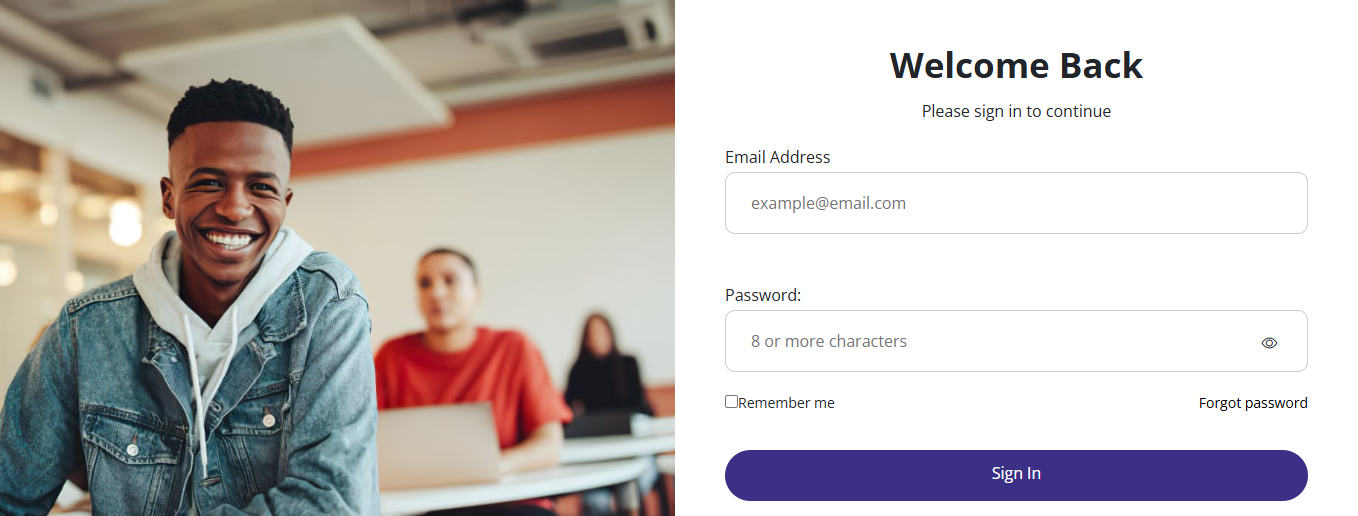 Welcome Back
Please sign in to continue
Email Address
example@email.com
Password:
8 or more characters
Remember me
Forgot password
Sign In